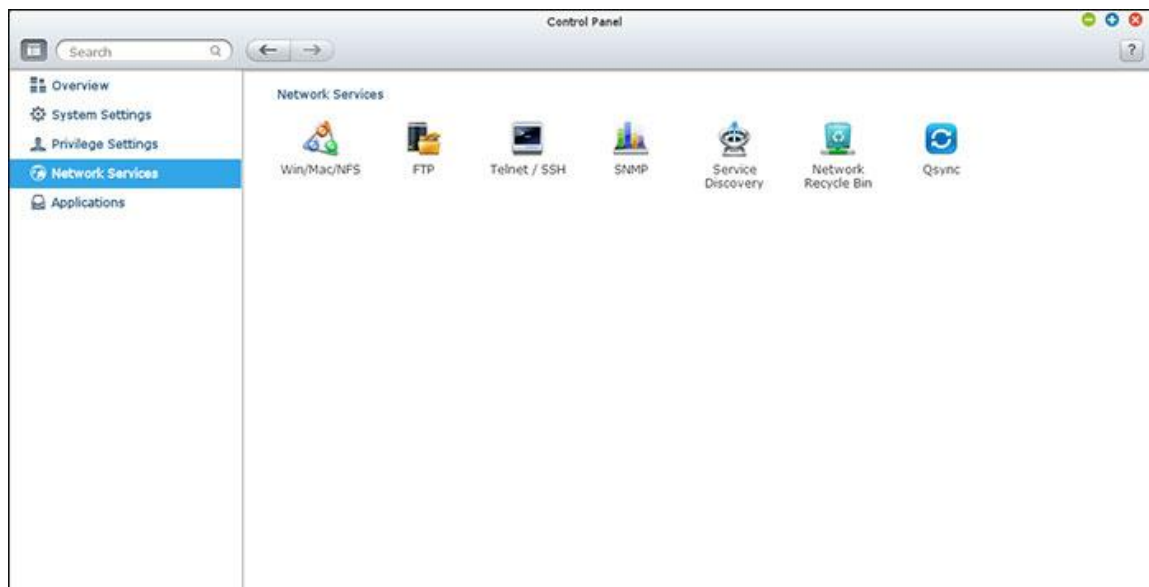 Control Panel
Search
?
Overview
System Settings
Privilege Settings
Network Services
Applications
Network Services
Win/Mac/NFS
FTP
Telnet / SSH
SNMP
Service
Discovery
Network
Recycle Bin
Qsync